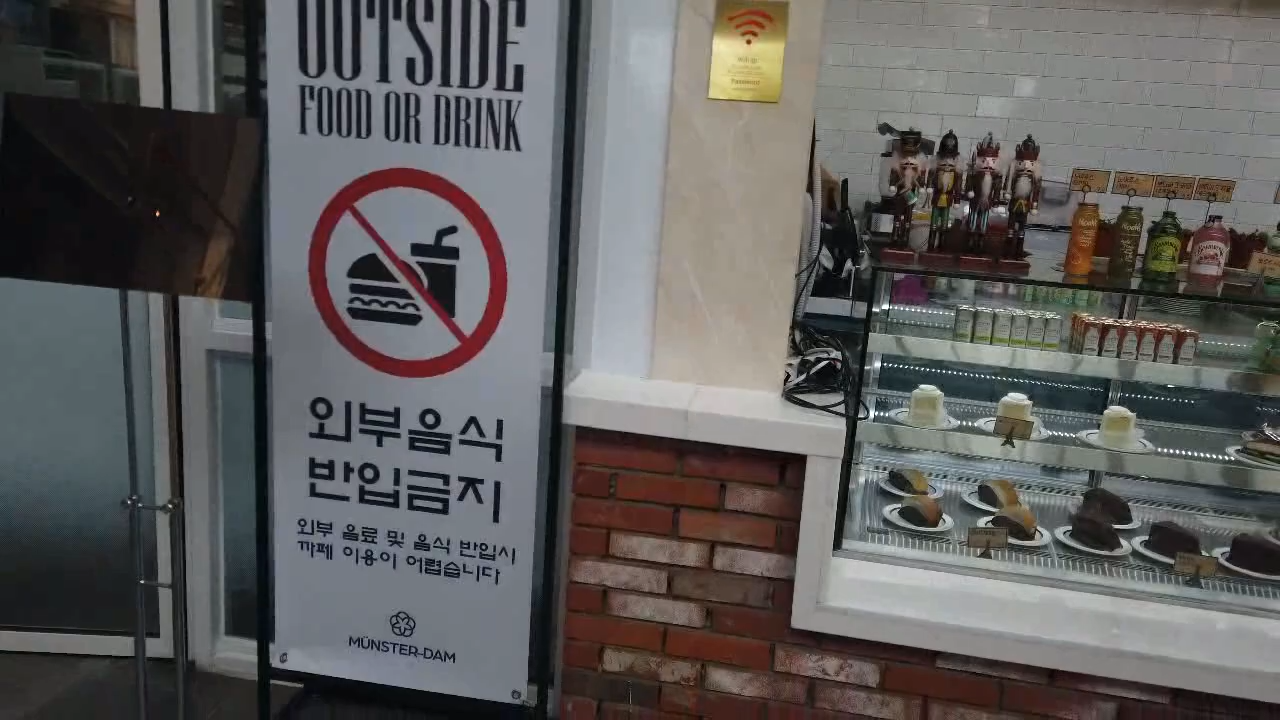 OUTSIDE
FOOD OR DRINK
외부음식
반입금지
외부 음료 및 음식 반입시
까페 이용이 어렵습니다
MÜNSTER-DAM
Password